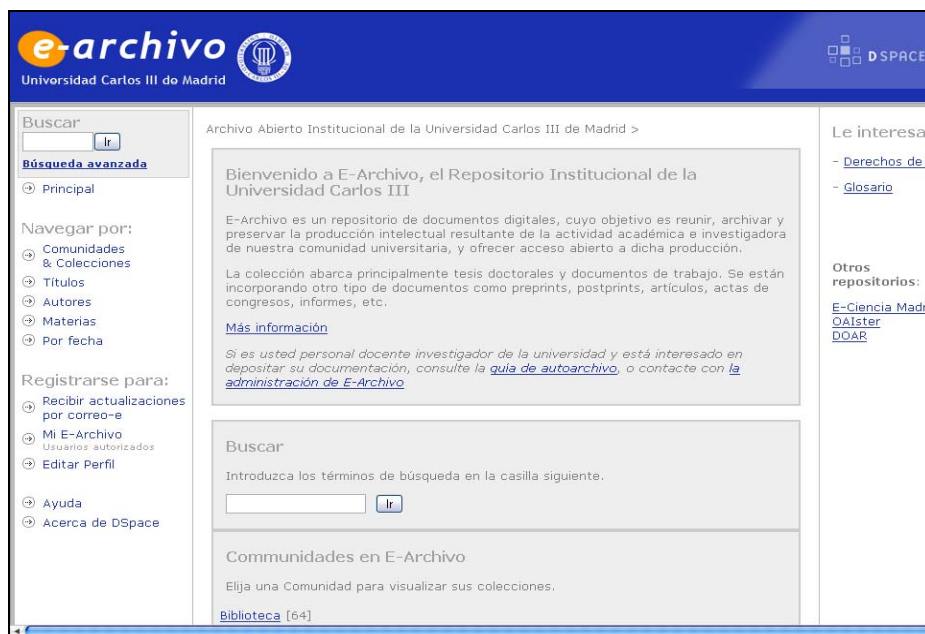 e-archivo
Universidad Carlos III de Madrid
DSPACE
Buscar
Ir
Búsqueda avanzada
Principal
Navegar por:
Comunidades
& Colecciones
Títulos
Autores
Materias
Por fecha
Registrarse para:
Recibir actualizaciones
por correo-e
Mi E-Archivo
Usuarios autorizados
Editar Perfil
Ayuda
Acerca de DSpace
Archivo Abierto Institucional de la Universidad Carlos III de Madrid >
Bienvenido a E-Archivo, el Repositorio Institucional de la
Universidad Carlos III
E-Archivo es un repositorio de documentos digitales, cuyo objetivo es reunir, archivar y
preservar la producción intelectual resultante de la actividad académica e investigadora
de nuestra comunidad universitaria, y ofrecer acceso abierto a dicha producción.
La colección abarca principalmente tesis doctorales y documentos de trabajo. Se están
incorporando otro tipo de documentos como preprints, postprints, artículos, actas de
congresos, informes, etc.
Más información
Si es usted personal docente investigador de la universidad y está interesado en
depositar su documentación, consulte la guia de autoarchivo, o contacte con la
administración de E-Archivo
Buscar
Introduzca los términos de búsqueda en la casilla siguiente.
Ir
Communidades en E-Archivo
Elija una Comunidad para visualizar sus colecciones.
Biblioteca [64]
Le interesa
- Derechos de
- Glosario
Otros
repositorios:
E-Ciencia Madr
OAIster
DOAR